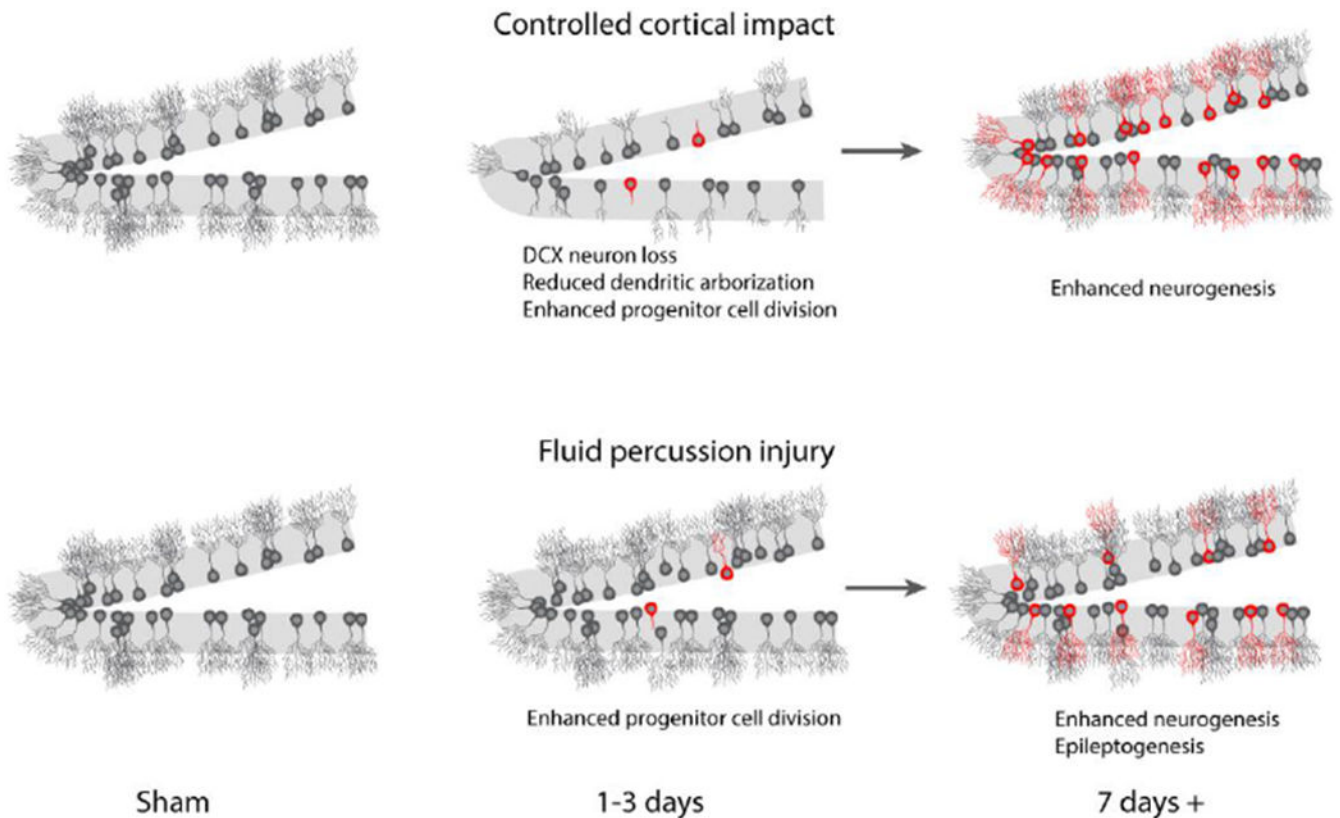 Controlled cortical impact
DCX neuron loss
Reduced dendritic arborization
Enhanced progenitor cell division
Enhanced neurogenesis
Fluid percussion injury
Enhanced progenitor cell division
Enhanced neurogenesis
Epileptogenesis
Sham
1-3 days
7 days +